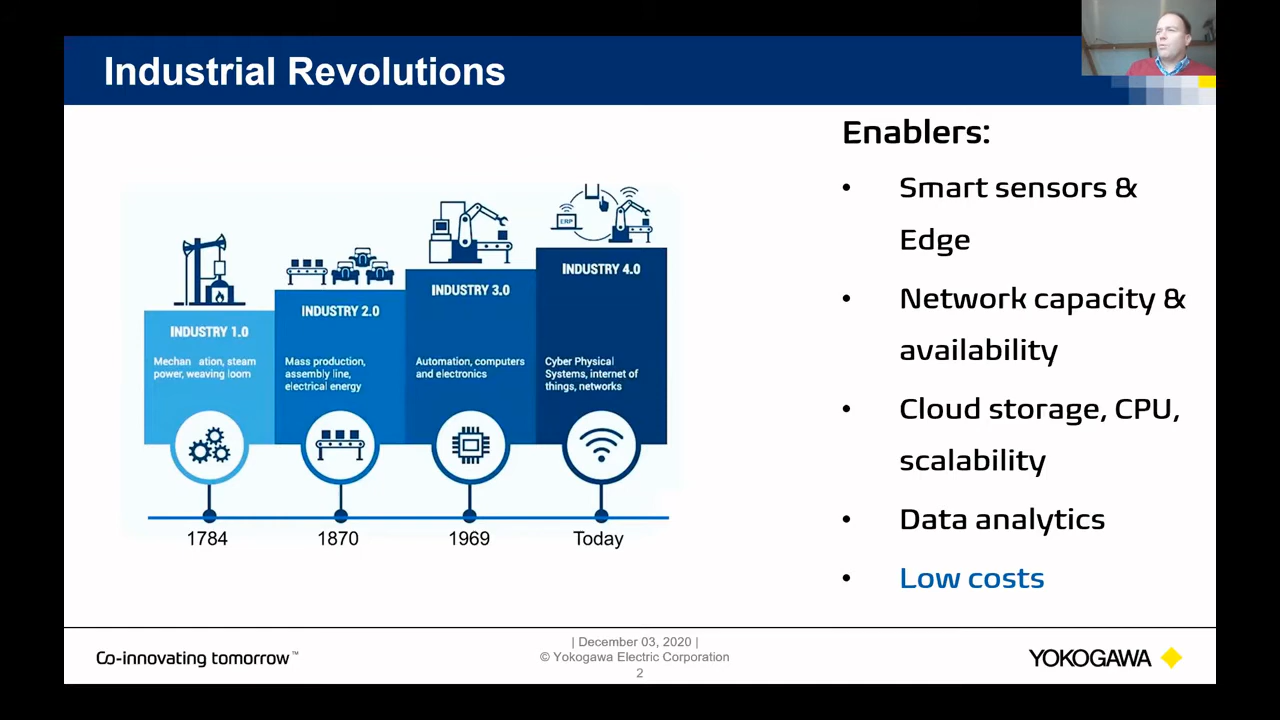 Industrial Revolutions
Enablers:
• Smart sensors &
Edge
• Network capacity &
availability
• Cloud storage, CPU,
scalability
• Data analytics
• Low costs
INDUSTRY 1.0
Mechan ation, steam
power, weaving loom
INDUSTRY 2.0
Mass production,
assembly line,
electrical energy
INDUSTRY 3.0
Automation, computers
and electronics
ERP
INDUSTRY 4.0
Cyber Physical
Systems, internet of
things, networks
1784
1870
1969
Today
Co-innovating tomorrow™
| December 03, 2020 |
© Yokogawa Electric Corporation
2
YOKOGAWA